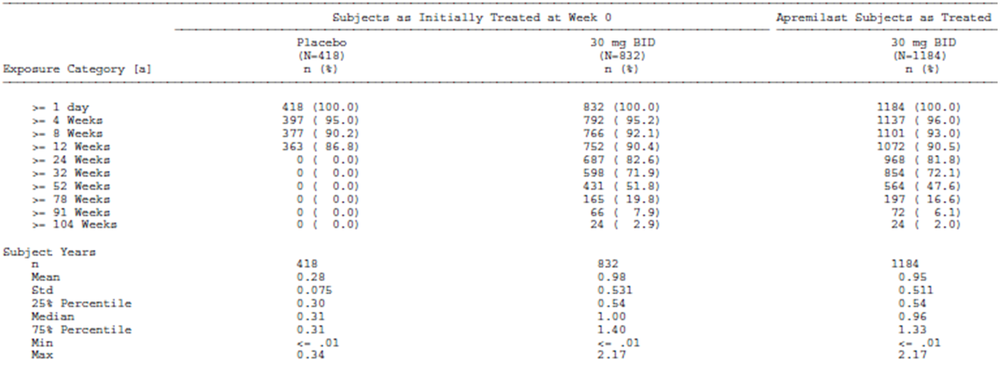 Subjects as Initially Treated at Week 0 Apremilast Subjects as Treated
Placebo 30 mg BID 30 mg BID
(N=418) (N=832) (N=1184)
Exposure Category [a] n (%) n (%) n (%)
>= 1 day 418 (100.0) 832 (100.0) 1184 (100.0)
>= 4 Weeks 397 ( 95.0) 792 ( 95.2) 1137 ( 96.0)
>= 8 Weeks 377 ( 90.2) 766 ( 92.1) 1101 ( 93.0)
>= 12 Weeks 363 ( 86.8) 752 ( 90.4) 1072 ( 90.5)
>= 24 Weeks 0 ( 0.0) 687 ( 82.6) 968 ( 81.8)
>= 32 Weeks 0 ( 0.0) 598 ( 71.9) 854 ( 72.1)
>= 52 Weeks 0 ( 0.0) 431 ( 51.8) 564 ( 47.6)
>= 78 Weeks 0 ( 0.0) 165 ( 19.8) 197 ( 16.6)
>= 91 Weeks 0 ( 0.0) 66 ( 7.9) 72 ( 6.1)
>= 104 Weeks 0 ( 0.0) 24 ( 2.9) 24 ( 2.0)
Subject Years
n 418 832 1184
Mean 0.28 0.98 0.95
Std 0.075 0.531 0.511
25% Percentile 0.30 0.54 0.54
Median 0.31 1.00 0.96
75% Percentile 0.31 1.40 1.33
Min <= .01 <= .01 <= .01
Max 0.34 2.17 2.17